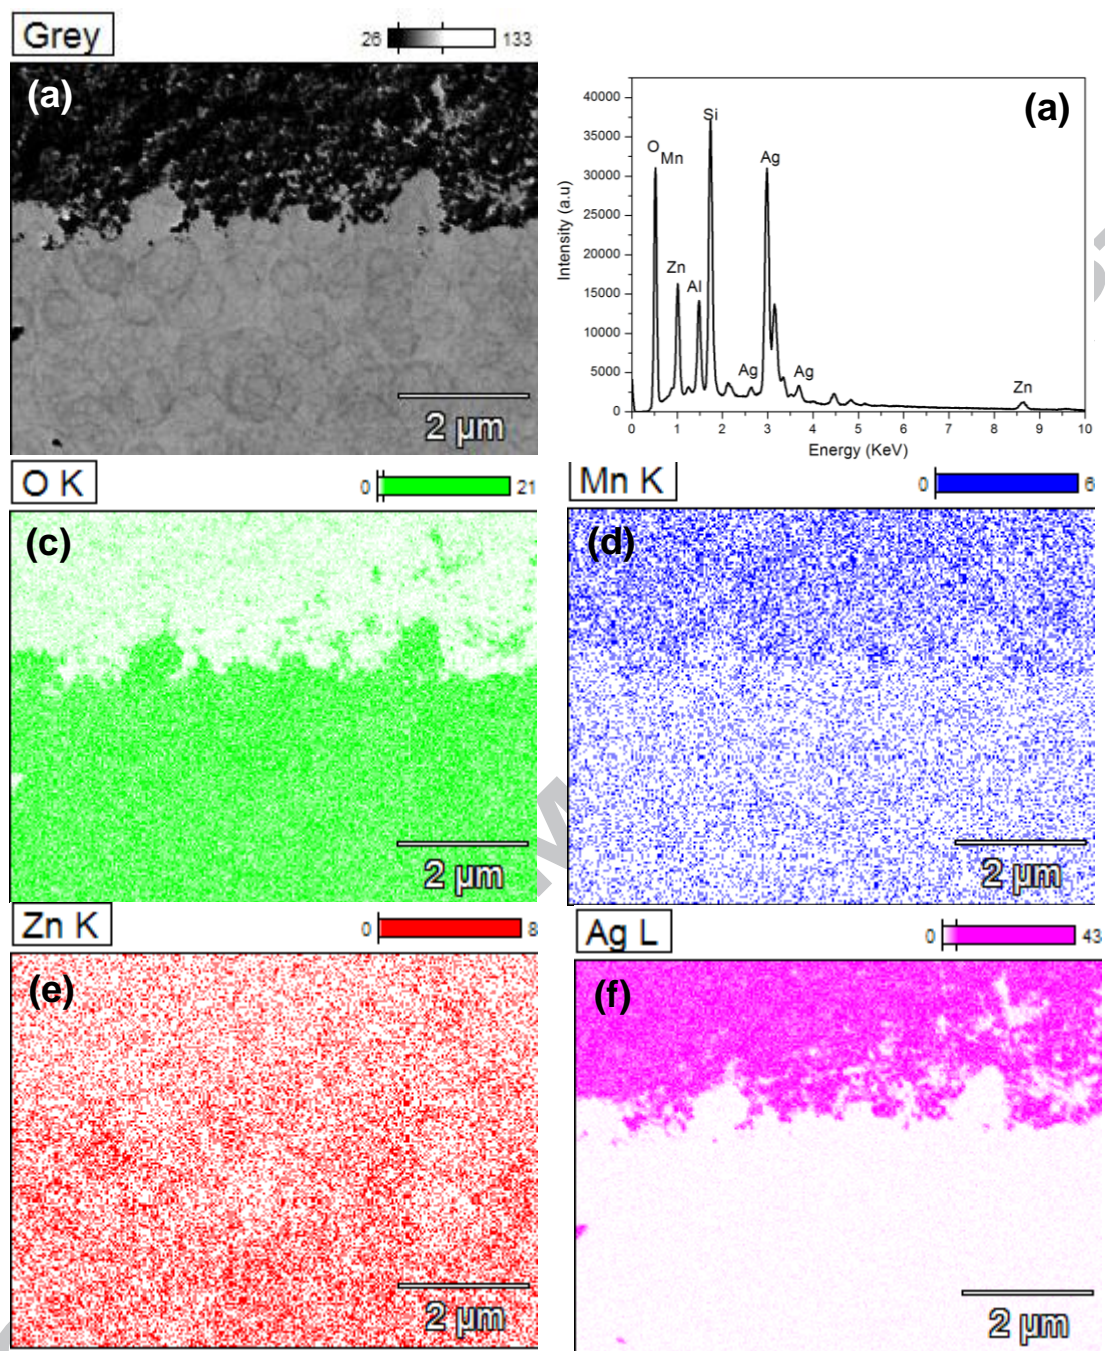 Grey
26 133
(a)
2 μm
(a)
40000
35000
30000
25000
20000
15000
10000
5000
0
Intensity (a.u)
O
Mn
Zn
Al
Si
Ag
Ag
Ag
Zn
0 1 2 3 4 5 6 7 8 9 10
Energy (KeV)
O K
0 21
(c)
2 μm
Mn K
0 6
(d)
2 μm
Zn K
0 8
(e)
2 μm
Ag L
0 43
(f)
2 μm